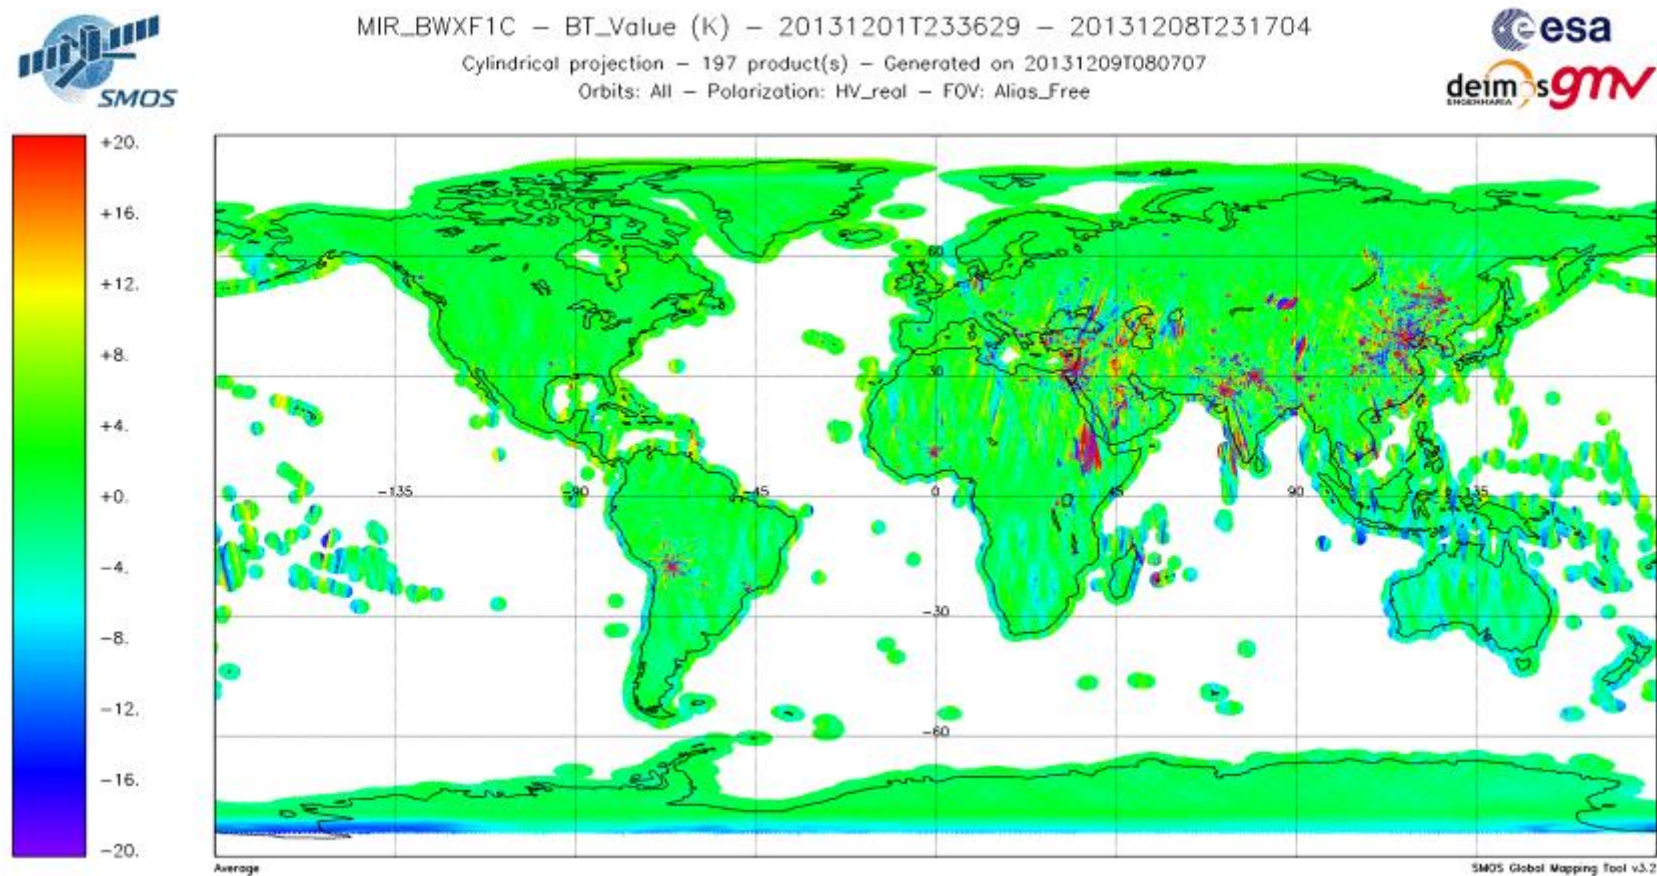 MIR_BWXF1C – BT_Value (K) – 20131201T233629 – 20131208T231704
Cylindrical projection – 197 product(s) – Generated on 20131209T080707
Orbits: All – Polarization: HV_real – FOV: Alias_Free
SMOS
esa
deimos
ENGENHARIA
gmv
+20.
+16.
+12.
+8.
+4.
+0.
-4.
-8.
-12.
-16.
-20.
60
30
-135
-90
-45
0
45
90
135
-30
-60
Average
SMOS Global Mapping Tool v3.2